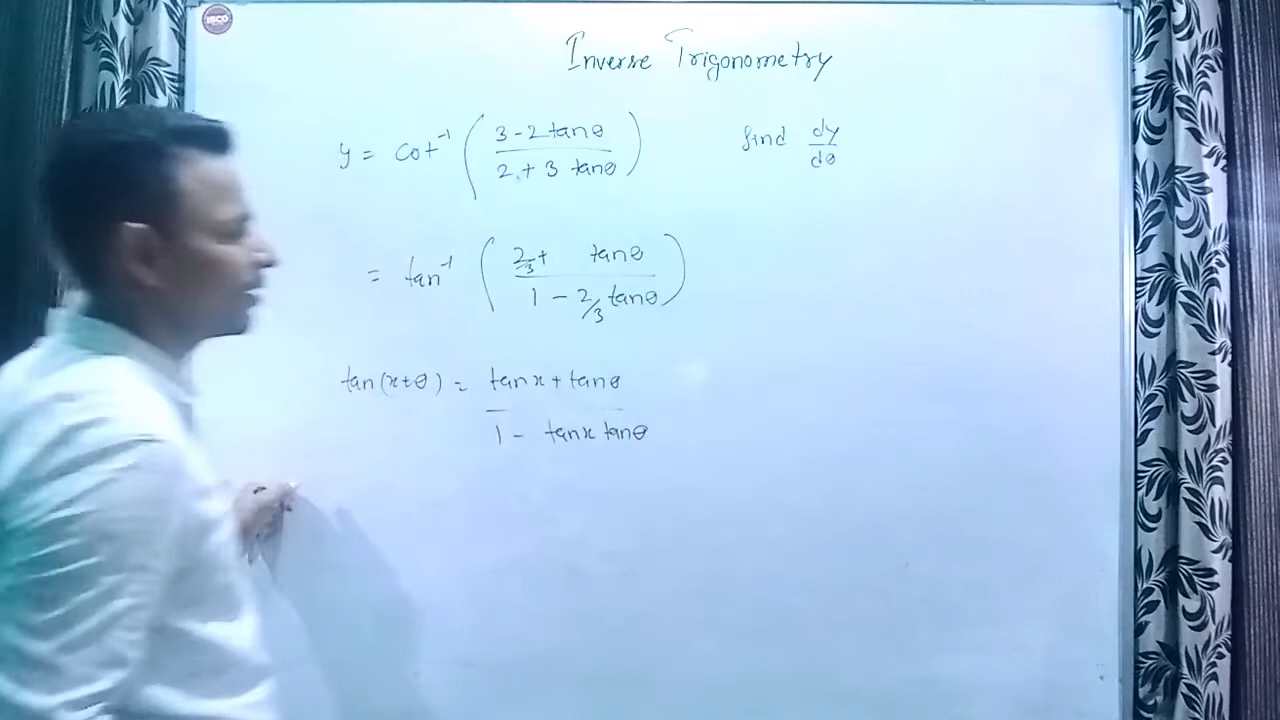 ISCO
Inverse Trigonometry
y = cot⁻¹ ( (3 - 2 tanθ) / (2 + 3 tanθ) ) find dy/dθ
= tan⁻¹ ( (2/3 + tanθ) / (1 - 2/3 tanθ) )
tan(x+θ) = (tanx + tanθ) / (1 - tanx tanθ)